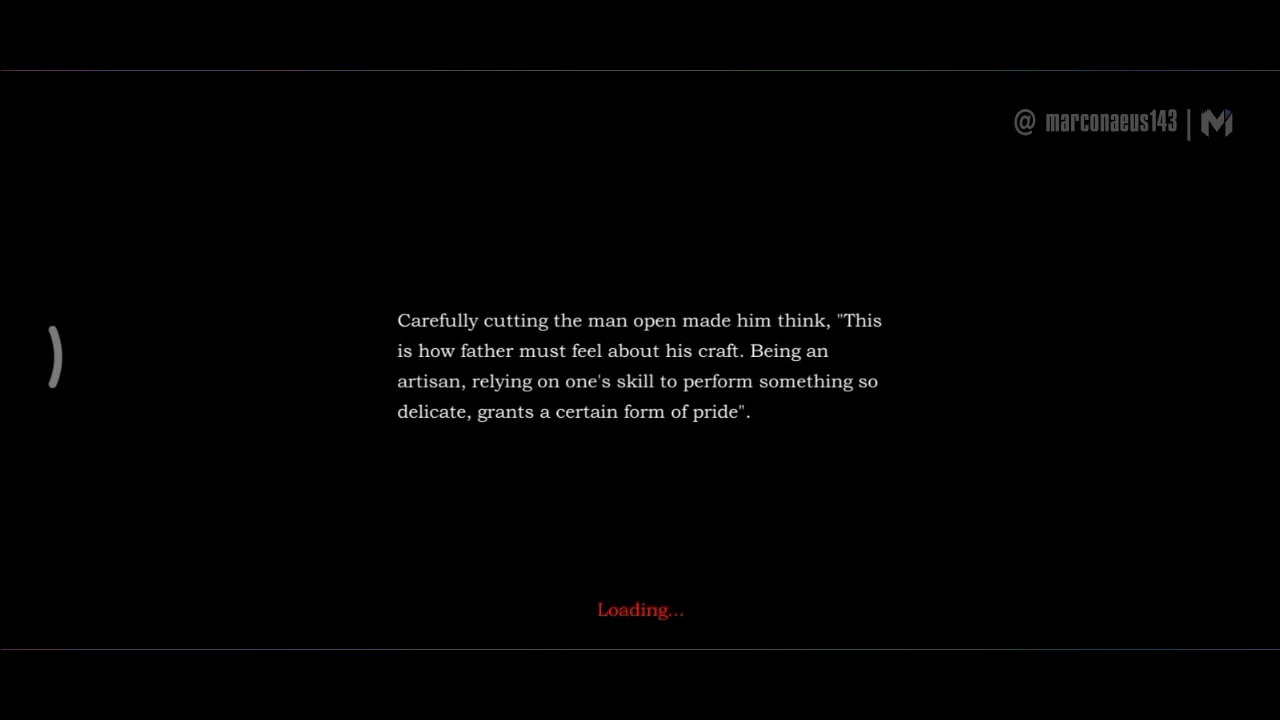 @ marconaeus143 | M
Carefully cutting the man open made him think, "This
is how father must feel about his craft. Being an
artisan, relying on one's skill to perform something so
delicate, grants a certain form of pride".
Loading...